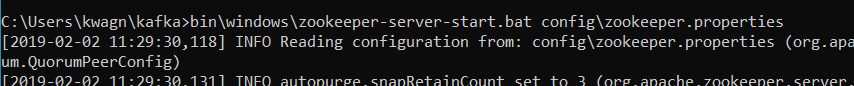 C:\Users\kwagn\kafka>bin\windows\zookeeper-server-start.bat config\zookeeper.properties
[2019-02-02 11:29:30,118] INFO Reading configuration from: config\zookeeper.properties (org.apa
um.QuorumPeerConfig)
[2019-02-02 11:29:30,131] INFO autopurge.snapRetainCount set to 3 (org.apache.zookeeper.server.